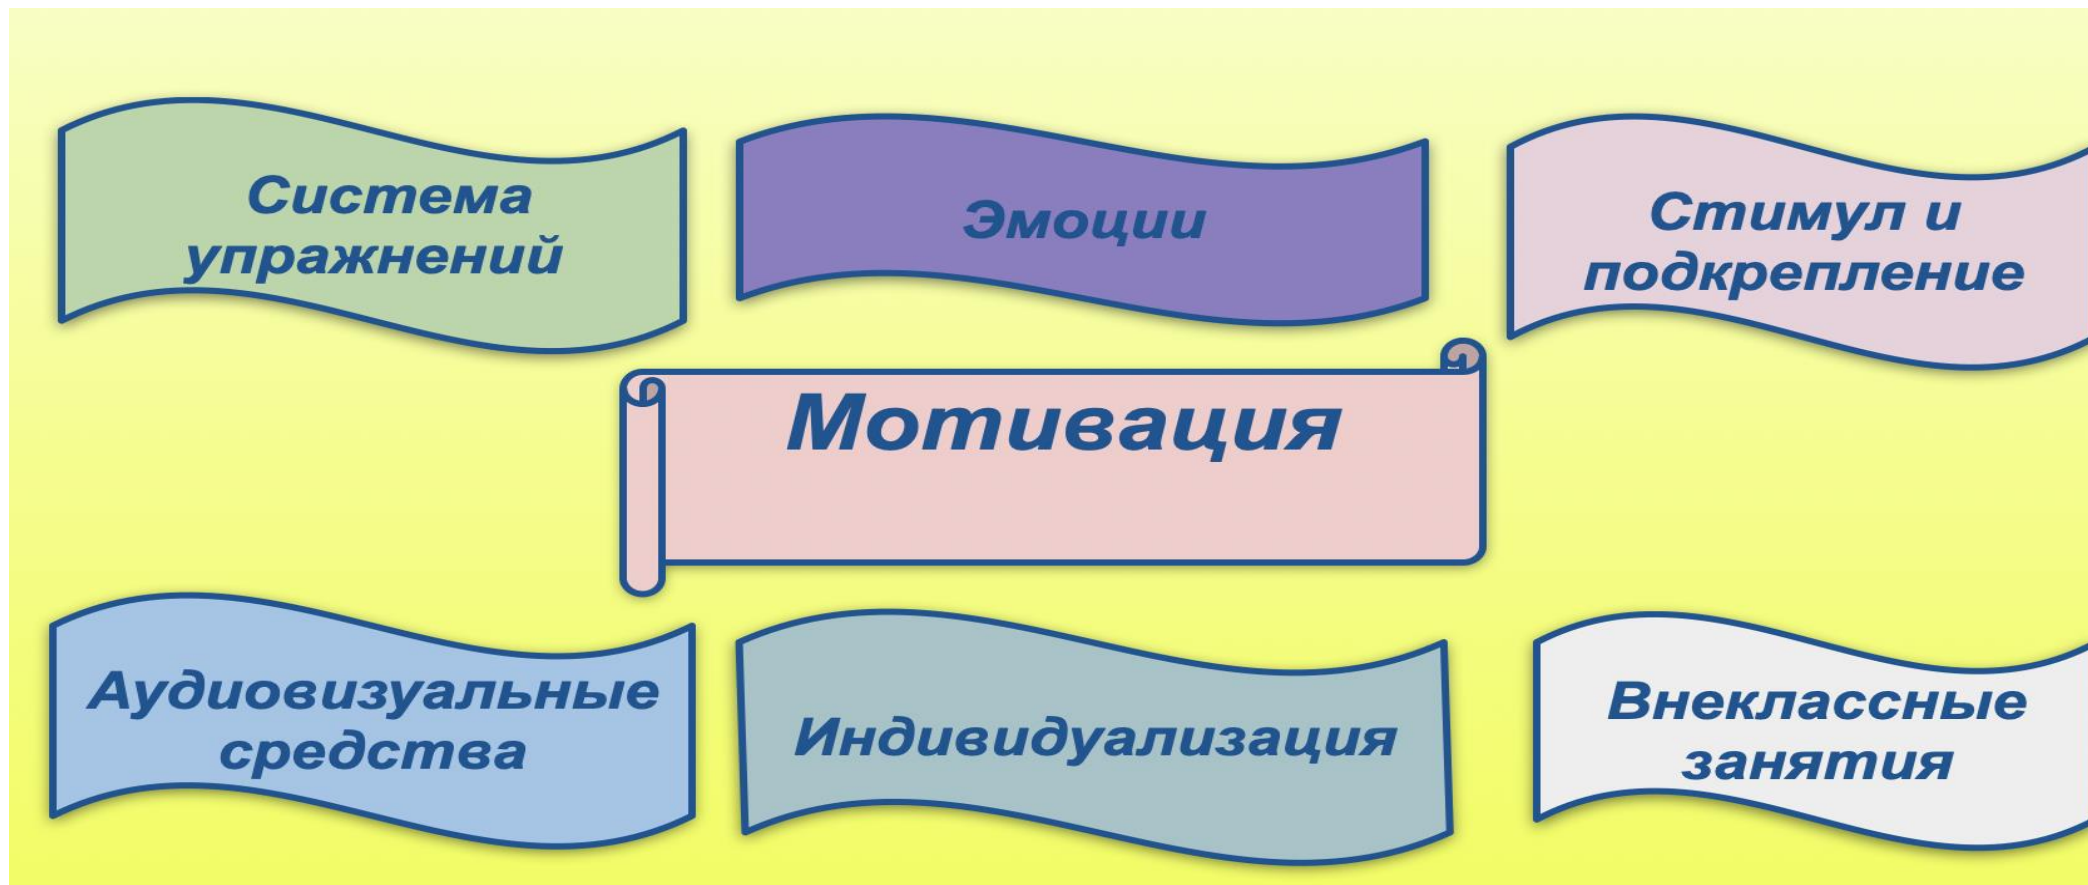 Система
упражнений
Эмоции
Стимул и
подкрепление
Мотивация
Аудиовизуальные
средства
Индивидуализация
Внеклассные
занятия